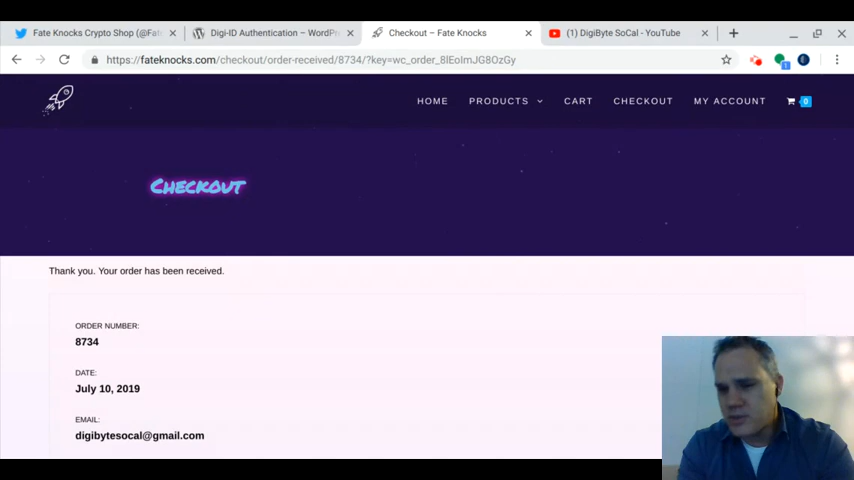 Fate Knocks Crypto Shop (@Fat
Digi-ID Authentication – WordPr
Checkout – Fate Knocks
(1) DigiByte SoCal - YouTube
https://fateknocks.com/checkout/order-received/8734/?key=wc_order_8lEoImJG8OzGy
1
HOME PRODUCTS CART CHECKOUT MY ACCOUNT 0
Checkout
Thank you. Your order has been received.
ORDER NUMBER:
8734
DATE:
July 10, 2019
EMAIL:
digibytesocal@gmail.com